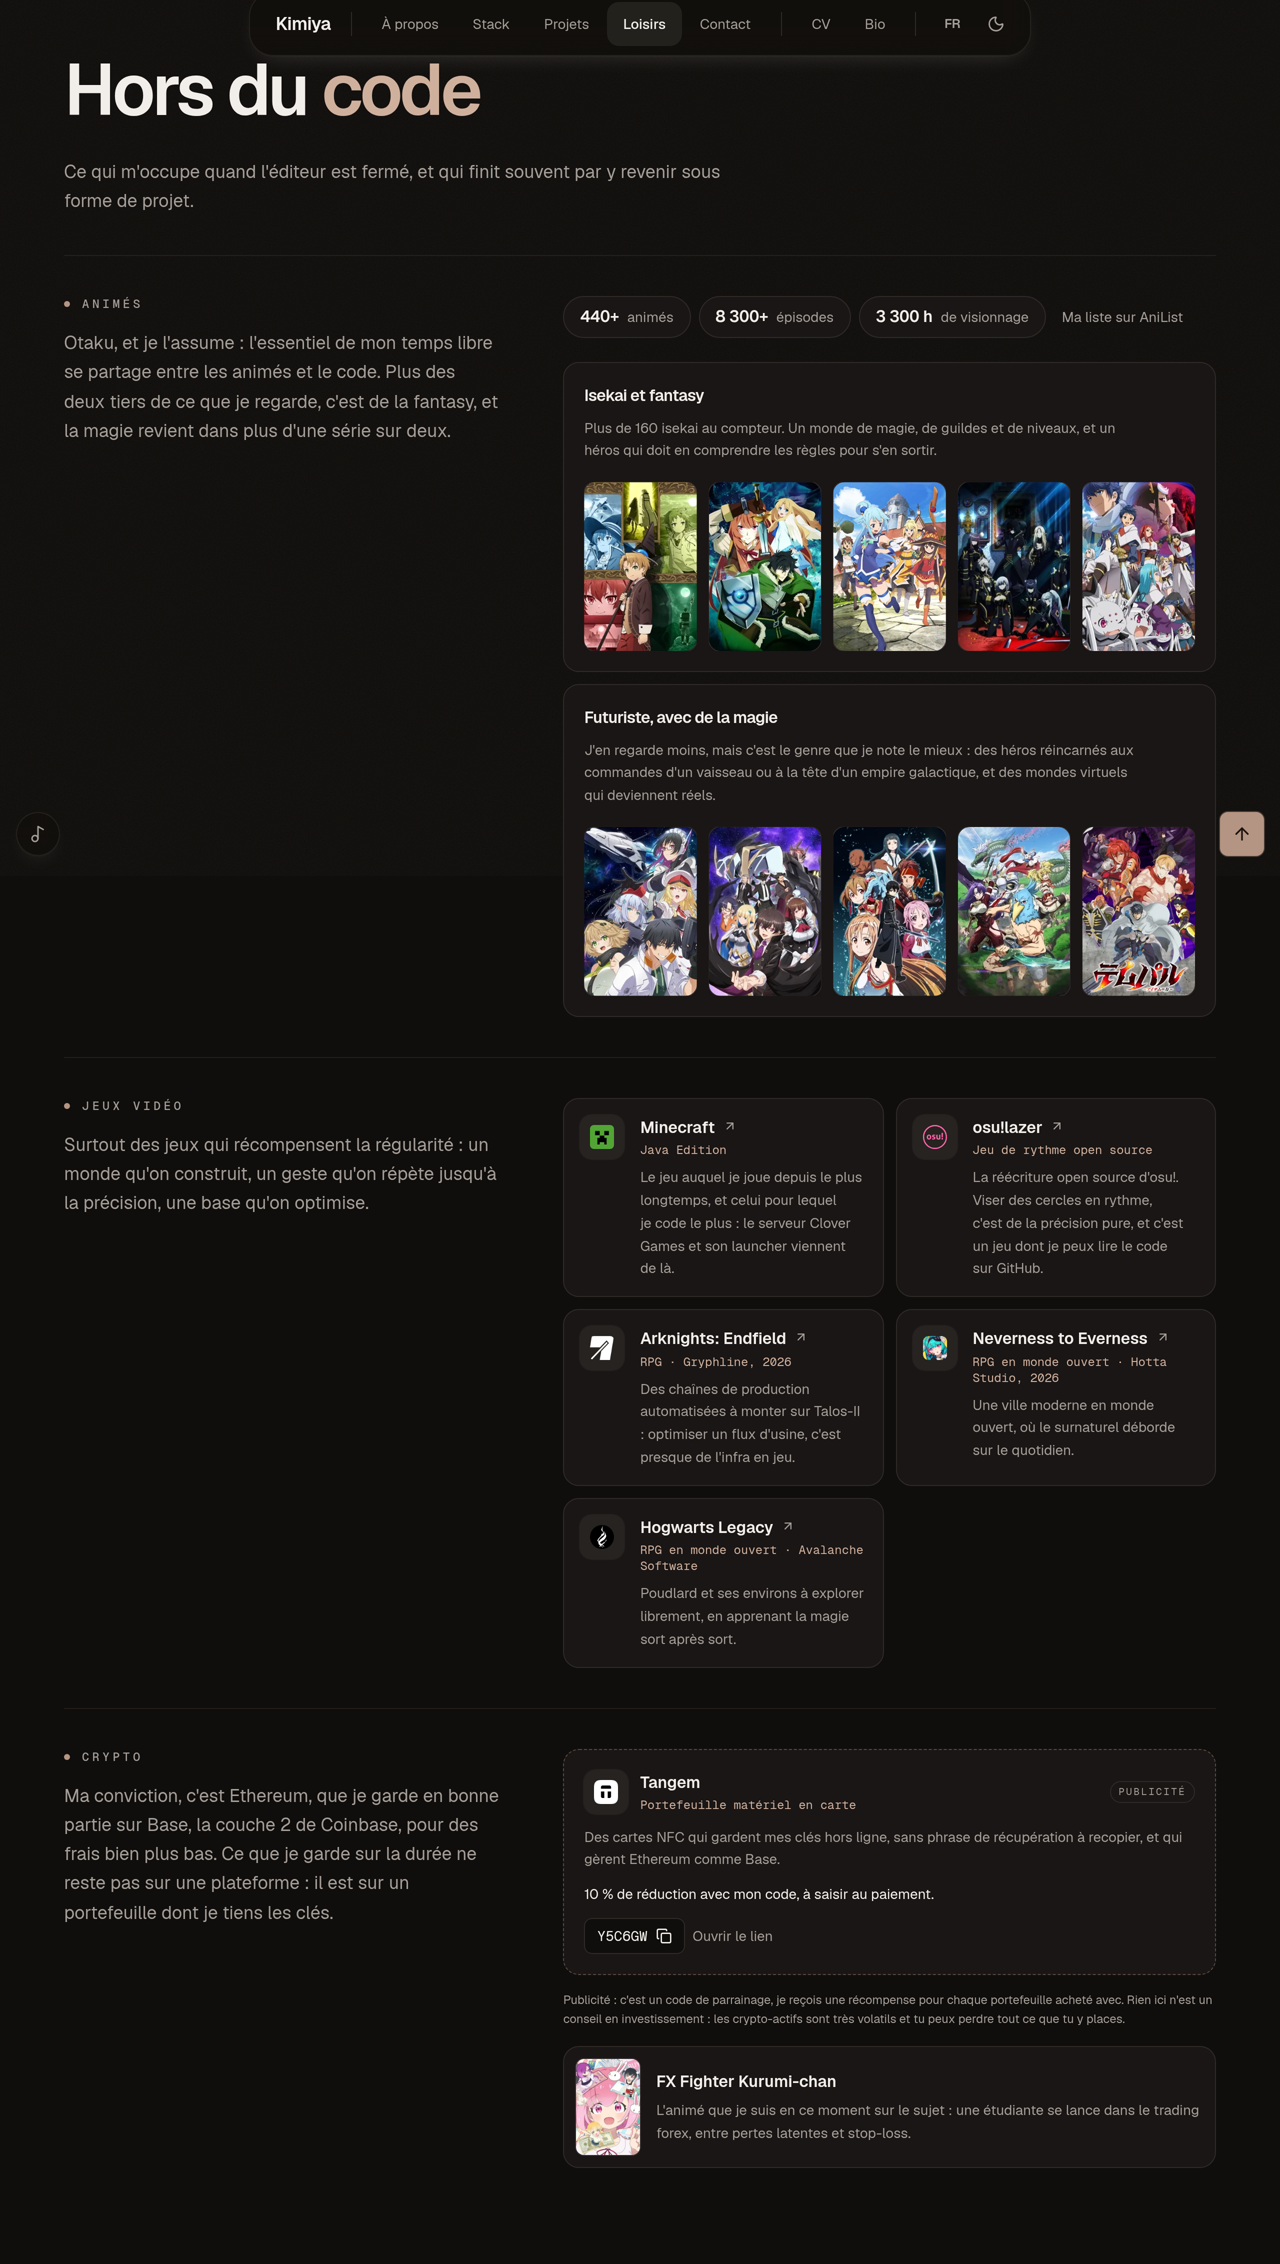 Kimiya
À propos
Stack
Projets
Loisirs
Contact
CV
Bio
FR
Hors du code
Ce qui m'occupe quand l'éditeur est fermé, et qui finit souvent par y revenir sous
forme de projet.
ANIMÉS
Otaku, et je l'assume : l'essentiel de mon temps libre
se partage entre les animés et le code. Plus des
deux tiers de ce que je regarde, c'est de la fantasy, et
la magie revient dans plus d'une série sur deux.
440+ animés
8 300+ épisodes
3 300 h de visionnage
Ma liste sur AniList
Isekai et fantasy
Plus de 160 isekai au compteur. Un monde de magie, de guildes et de niveaux, et un
héros qui doit en comprendre les règles pour s'en sortir.
Futuriste, avec de la magie
J'en regarde moins, mais c'est le genre que je note le mieux : des héros réincarnés aux
commandes d'un vaisseau ou à la tête d'un empire galactique, et des mondes virtuels
qui deviennent réels.
テムパル
JEUX VIDÉO
Surtout des jeux qui récompensent la régularité : un
monde qu'on construit, un geste qu'on répète jusqu'à
la précision, une base qu'on optimise.
Minecraft
Java Edition
Le jeu auquel je joue depuis le plus
longtemps, et celui pour lequel
je code le plus : le serveur Clover
Games et son launcher viennent
de là.
osu!
osu!lazer
Jeu de rythme open source
La réécriture open source d'osu!.
Viser des cercles en rythme,
c'est de la précision pure, et c'est
un jeu dont je peux lire le code
sur GitHub.
Arknights: Endfield
RPG · Gryphline, 2026
Des chaînes de production
automatisées à monter sur Talos-II
: optimiser un flux d'usine, c'est
presque de l'infra en jeu.
Neverness to Everness
RPG en monde ouvert · Hotta
Studio, 2026
Une ville moderne en monde
ouvert, où le surnaturel déborde
sur le quotidien.
Hogwarts Legacy
RPG en monde ouvert · Avalanche
Software
Poudlard et ses environs à explorer
librement, en apprenant la magie
sort après sort.
CRYPTO
Ma conviction, c'est Ethereum, que je garde en bonne
partie sur Base, la couche 2 de Coinbase, pour des
frais bien plus bas. Ce que je garde sur la durée ne
reste pas sur une plateforme : il est sur un
portefeuille dont je tiens les clés.
Tangem
Portefeuille matériel en carte
PUBLICITÉ
Des cartes NFC qui gardent mes clés hors ligne, sans phrase de récupération à recopier, et qui
gèrent Ethereum comme Base.
10 % de réduction avec mon code, à saisir au paiement.
Y5C6GW
Ouvrir le lien
Publicité : c'est un code de parrainage, je reçois une récompense pour chaque portefeuille acheté avec. Rien ici n'est un
conseil en investissement : les crypto-actifs sont très volatils et tu peux perdre tout ce que tu y places.
FX Fighter Kurumi-chan
L'animé que je suis en ce moment sur le sujet : une étudiante se lance dans le trading
forex, entre pertes latentes et stop-loss.